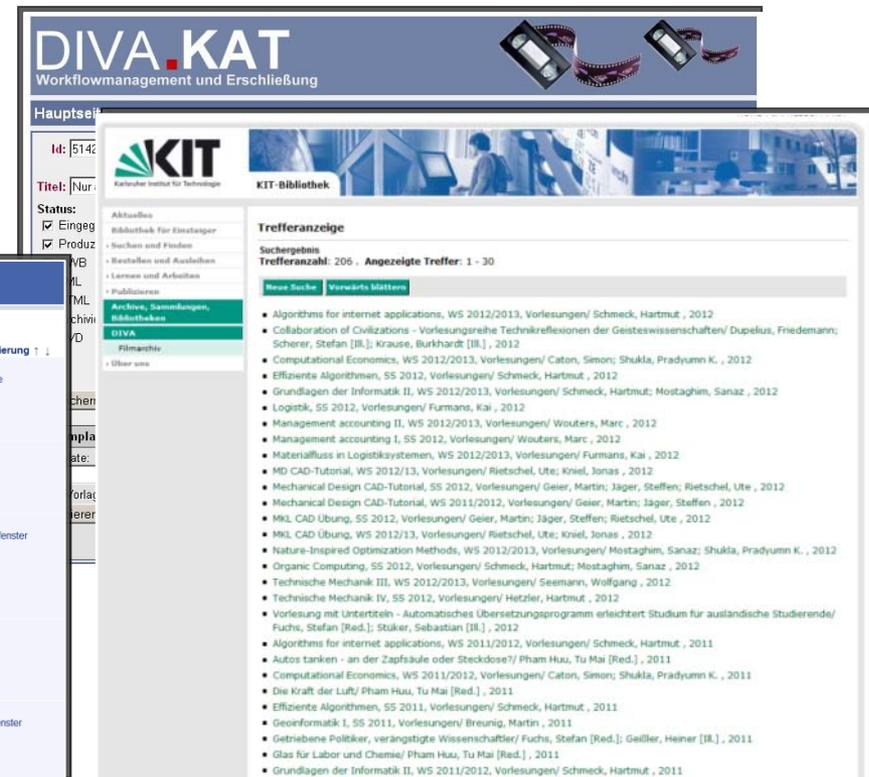 DIVA.KAT
Workflowmanagement und Erschließung
Id:
Titel: Nur
Status:
ierung ↑ ↓
fenster
enster
KIT
Karlsruher Institut für Technologie
KIT-Bibliothek
Aktuelles
Bibliothek für Einsteiger
Suchen und Finden
Bestellen und Ausleihen
Lernen und Arbeiten
Publizieren
Archive, Sammlungen,
Bibliotheken
DIVA
Filmarchiv
Über uns
Trefferanzeige
Suchergebnis
Trefferanzahl: 206 . Angezeigte Treffer: 1 - 30
Neue Suche Vorwärts blättern
Algorithms for internet applications, WS 2012/2013, Vorlesungen/ Schmeck, Hartmut , 2012
Collaboration of Civilizations - Vorlesungsreihe Technikreflexionen der Geisteswissenschaften/ Dupelius, Friedemann;
Scherer, Stefan [Ill.]; Krause, Burkhardt [Ill.] , 2012
Computational Economics, WS 2012/2013, Vorlesungen/ Caton, Simon; Shukla, Pradyumn K. , 2012
Effiziente Algorithmen, SS 2012, Vorlesungen/ Schmeck, Hartmut , 2012
Grundlagen der Informatik II, WS 2012/2013, Vorlesungen/ Schmeck, Hartmut; Mostaghim, Sanaz , 2012
Logistik, SS 2012, Vorlesungen/ Furmans, Kai , 2012
Management accounting II, WS 2012/2013, Vorlesungen/ Wouters, Marc , 2012
Management accounting I, SS 2012, Vorlesungen/ Wouters, Marc , 2012
Materialfluss in Logistiksystemen, WS 2012/2013, Vorlesungen/ Furmans, Kai , 2012
MD CAD-Tutorial, WS 2012/13, Vorlesungen/ Rietschel, Ute; Kniel, Jonas , 2012
Mechanical Design CAD-Tutorial, SS 2012, Vorlesungen/ Geier, Martin; Jäger, Steffen; Rietschel, Ute , 2012
Mechanical Design CAD-Tutorial, WS 2011/2012, Vorlesungen/ Geier, Martin; Jäger, Steffen , 2012
MKL CAD Übung, SS 2012, Vorlesungen/ Geier, Martin; Jäger, Steffen; Rietschel, Ute , 2012
MKL CAD Übung, WS 2012/13, Vorlesungen/ Rietschel, Ute; Kniel, Jonas , 2012
Nature-Inspired Optimization Methods, WS 2012/2013, Vorlesungen/ Mostaghim, Sanaz; Shukla, Pradyumn K. , 2012
Organic Computing, SS 2012, Vorlesungen/ Schmeck, Hartmut; Mostaghim, Sanaz , 2012
Technische Mechanik III, WS 2012/2013, Vorlesungen/ Seemann, Wolfgang , 2012
Technische Mechanik IV, SS 2012, Vorlesungen/ Hetzler, Hartmut , 2012
Vorlesung mit Untertiteln - Automatisches Übersetzungsprogramm erleichtert Studium für ausländische Studierende/
Fuchs, Stefan [Red.]; Stüker, Sebastian [Ill.] , 2012
Algorithms for internet applications, WS 2011/2012, Vorlesungen/ Schmeck, Hartmut , 2011
Autos tanken - an der Zapfsäule oder Steckdose?/ Pham Huu, Tu Mai [Red.] , 2011
Computational Economics, WS 2011/2012, Vorlesungen/ Caton, Simon; Shukla, Pradyumn K. , 2011
Die Kraft der Luft/ Pham Huu, Tu Mai [Red.] , 2011
Effiziente Algorithmen, SS 2011, Vorlesungen/ Schmeck, Hartmut , 2011
Geoinformatik I, SS 2011, Vorlesungen/ Breunig, Martin , 2011
Getriebene Politiker, verängstigte Wissenschaftler/ Fuchs, Stefan [Red.]; Geißler, Heiner [Ill.] , 2011
Glas für Labor und Chemie/ Pham Huu, Tu Mai [Red.] , 2011
Grundlagen der Informatik II, WS 2011/2012, Vorlesungen/ Schmeck, Hartmut , 2011